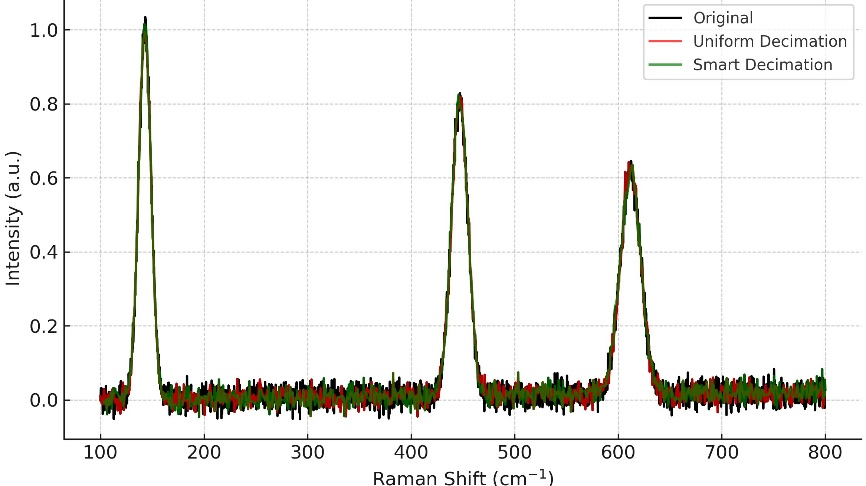 Original
Uniform Decimation
Smart Decimation
1.0
0.8
0.6
0.4
0.2
0.0
Intensity (a.u.)
100 200 300 400 500 600 700 800
Raman Shift (cm⁻¹)